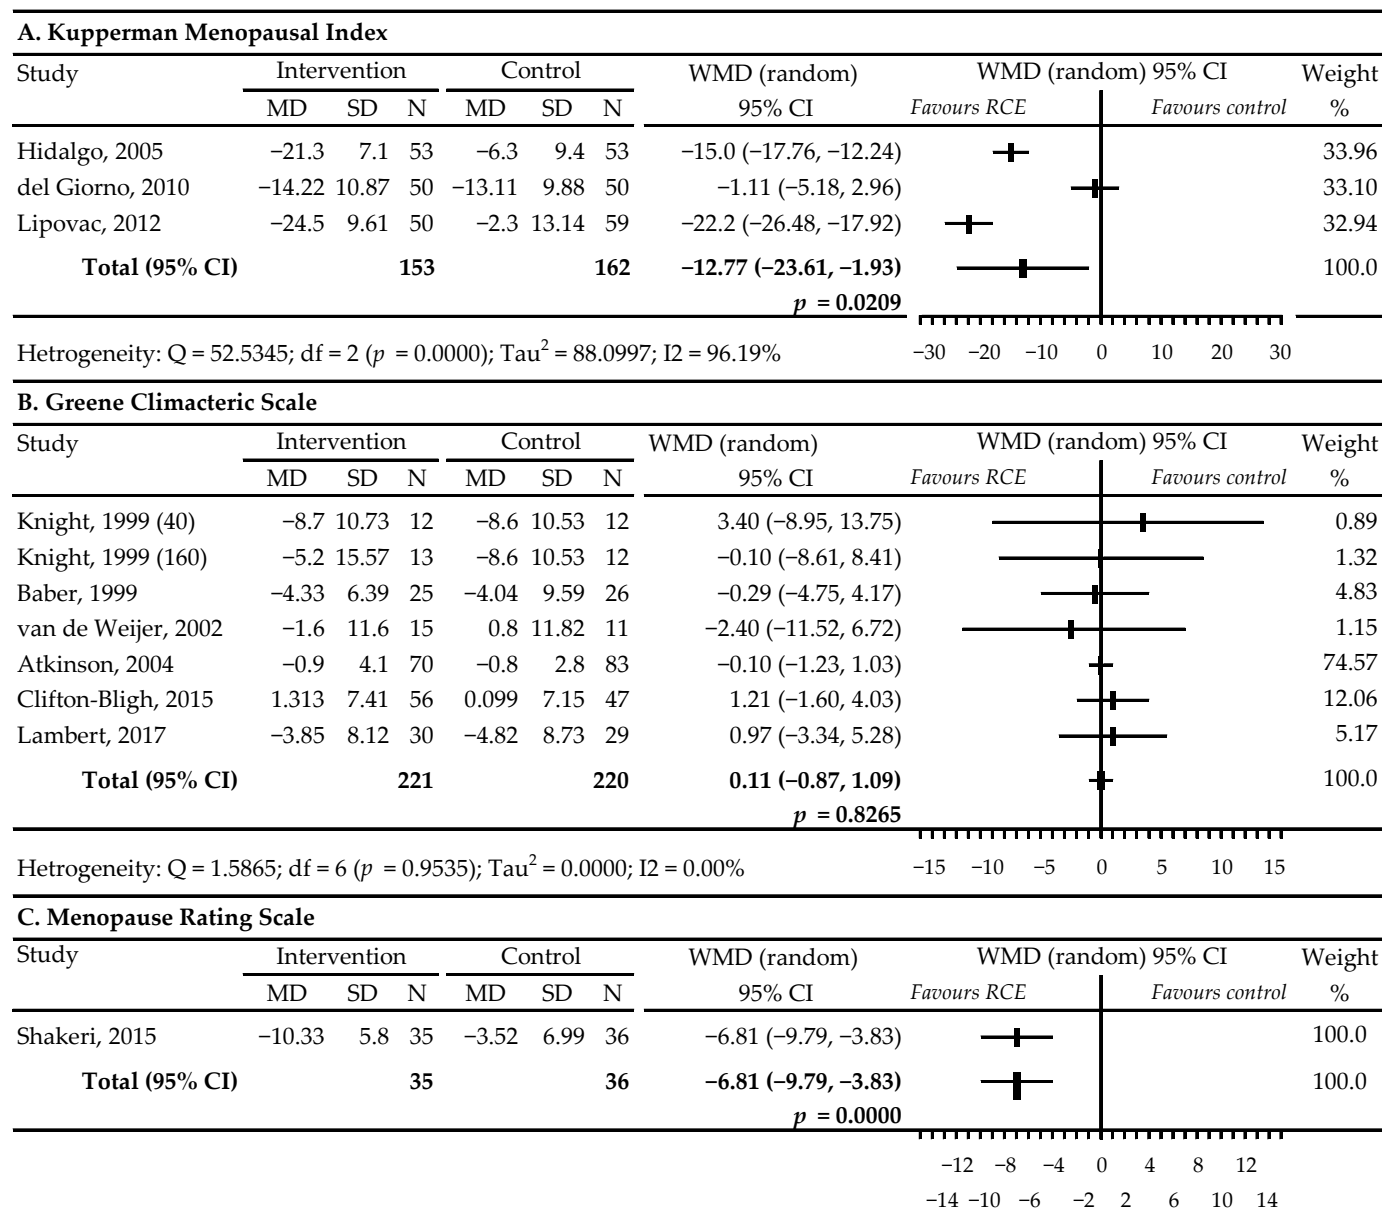 A. Kupperman Menopausal Index
Study Intervention Control WMD (random) WMD (random) 95% CI Weight
MD SD N MD SD N 95% CI Favours RCE Favours control %
Hidalgo, 2005 −21.3 7.1 53 −6.3 9.4 53 −15.0 (−17.76, −12.24) 33.96
del Giorno, 2010 −14.22 10.87 50 −13.11 9.88 50 −1.11 (−5.18, 2.96) 33.10
Lipovac, 2012 −24.5 9.61 50 −2.3 13.14 59 −22.2 (−26.48, −17.92) 32.94
Total (95% CI) 153 162 −12.77 (−23.61, −1.93) 100.0
p = 0.0209
Hetrogeneity: Q = 52.5345; df = 2 (p = 0.0000); Tau² = 88.0997; I2 = 96.19% −30 −20 −10 0 10 20 30
B. Greene Climacteric Scale
Study Intervention Control WMD (random) WMD (random) 95% CI Weight
MD SD N MD SD N 95% CI Favours RCE Favours control %
Knight, 1999 (40) −8.7 10.73 12 −8.6 10.53 12 3.40 (−8.95, 13.75) 0.89
Knight, 1999 (160) −5.2 15.57 13 −8.6 10.53 12 −0.10 (−8.61, 8.41) 1.32
Baber, 1999 −4.33 6.39 25 −4.04 9.59 26 −0.29 (−4.75, 4.17) 4.83
van de Weijer, 2002 −1.6 11.6 15 0.8 11.82 11 −2.40 (−11.52, 6.72) 1.15
Atkinson, 2004 −0.9 4.1 70 −0.8 2.8 83 −0.10 (−1.23, 1.03) 74.57
Clifton-Bligh, 2015 1.313 7.41 56 0.099 7.15 47 1.21 (−1.60, 4.03) 12.06
Lambert, 2017 −3.85 8.12 30 −4.82 8.73 29 0.97 (−3.34, 5.28) 5.17
Total (95% CI) 221 220 0.11 (−0.87, 1.09) 100.0
p = 0.8265
Hetrogeneity: Q = 1.5865; df = 6 (p = 0.9535); Tau² = 0.0000; I2 = 0.00% −15 −10 −5 0 5 10 15
C. Menopause Rating Scale
Study Intervention Control WMD (random) WMD (random) 95% CI Weight
MD SD N MD SD N 95% CI Favours RCE Favours control %
Shakeri, 2015 −10.33 5.8 35 −3.52 6.99 36 −6.81 (−9.79, −3.83) 100.0
Total (95% CI) 35 36 −6.81 (−9.79, −3.83) 100.0
p = 0.0000
−12 −8 −4 0 4 8 12
−14 −10 −6 −2 2 6 10 14